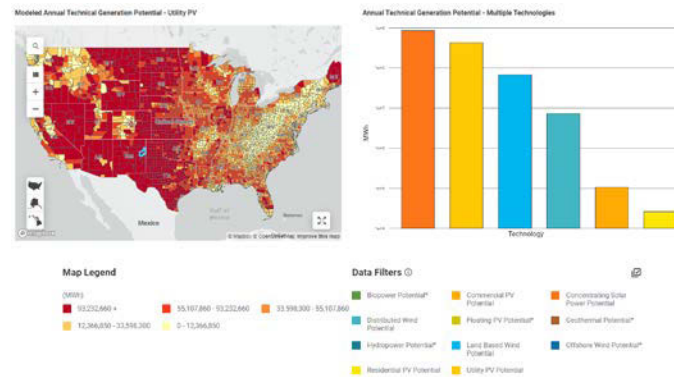 Modeled Annual Technical Generation Potential - Utility PV
Annual Technical Generation Potential - Multiple Technologies
MWh
Mexico
© Mapbox © OpenStreetMap Improve this map
Technology
Map Legend
(MWh)
93,232,660 +
55,107,860 - 93,232,660
33,598,300 - 55,107,860
12,366,850 - 33,598,300
0 - 12,366,850
Data Filters
Biopower Potential*
Commercial PV
Potential
Concentrating Solar
Power Potential
Distributed Wind
Potential
Floating PV Potential*
Geothermal Potential*
Hydropower Potential*
Land Based Wind
Potential
Offshore Wind Potential*
Residential PV Potential
Utility PV Potential